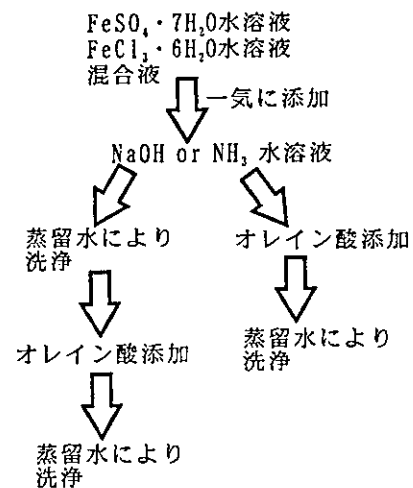 FeSO₄・7H₂O水溶液
FeCl₃・6H₂O水溶液
混合液
一気に添加
NaOH or NH₃ 水溶液
蒸留水により
洗浄
オレイン酸添加
オレイン酸添加
蒸留水により
洗浄
蒸留水により
洗浄